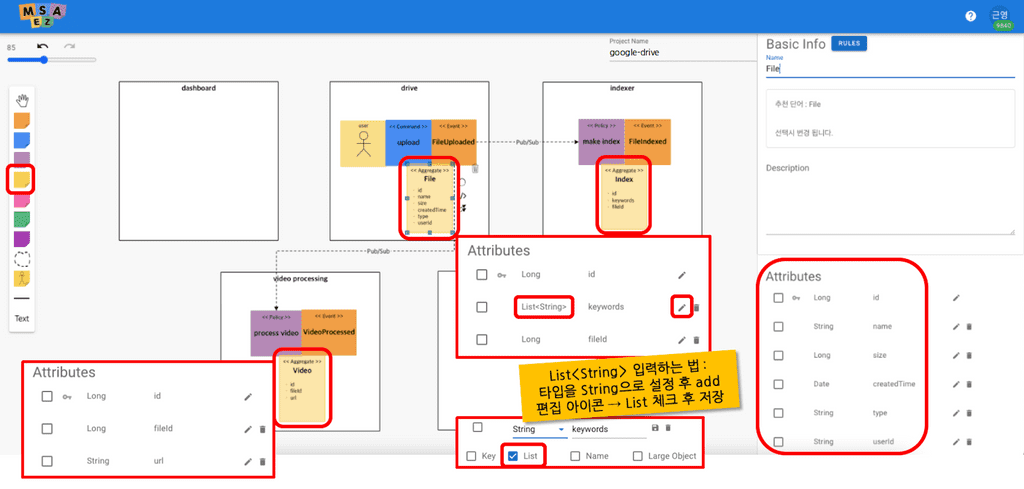 M S A
E Z
근영
9840
85
Project Name
google-drive
Basic Info
RULES
Name
File
추천 단어 : File
선택시 변경 됩니다.
Description
dashboard
drive
indexer
user
<< Command >>
upload
<< Event >>
FileUploaded
Pub/Sub
<< Policy >>
make index
<< Event >>
FileIndexed
<< Aggregate >>
File
- id
- name
- size
- createdTime
- type
- userId
<< Aggregate >>
Index
- id
- keywords
- fileId
Text
Pub/Sub
video processing
<< Policy >>
process video
<< Event >>
VideoProcessed
<< Aggregate >>
Video
- id
- fileId
- url
Attributes
Long id
List<String> keywords
Long fileId
Attributes
Long id
String name
Long size
Date createdTime
String type
String userId
List<String> 입력하는 법 :
타입을 String으로 설정 후 add
편집 아이콘 → List 체크 후 저장
Attributes
Long id
Long fileId
String url
String keywords
Key List Name Large Object